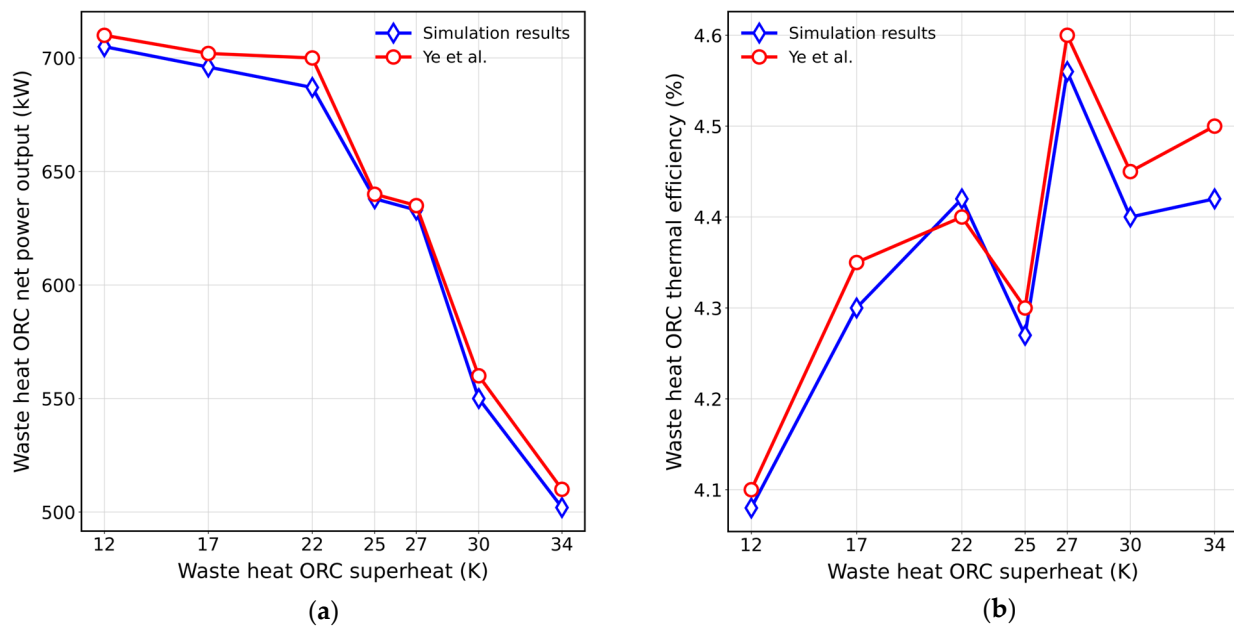 Waste heat ORC net power output (kW)
700
650
600
550
500
Simulation results
Ye et al.
12 17 22 25 27 30 34
Waste heat ORC superheat (K)
(a)
Waste heat ORC thermal efficiency (%)
4.6
4.5
4.4
4.3
4.2
4.1
Simulation results
Ye et al.
12 17 22 25 27 30 34
Waste heat ORC superheat (K)
(b)